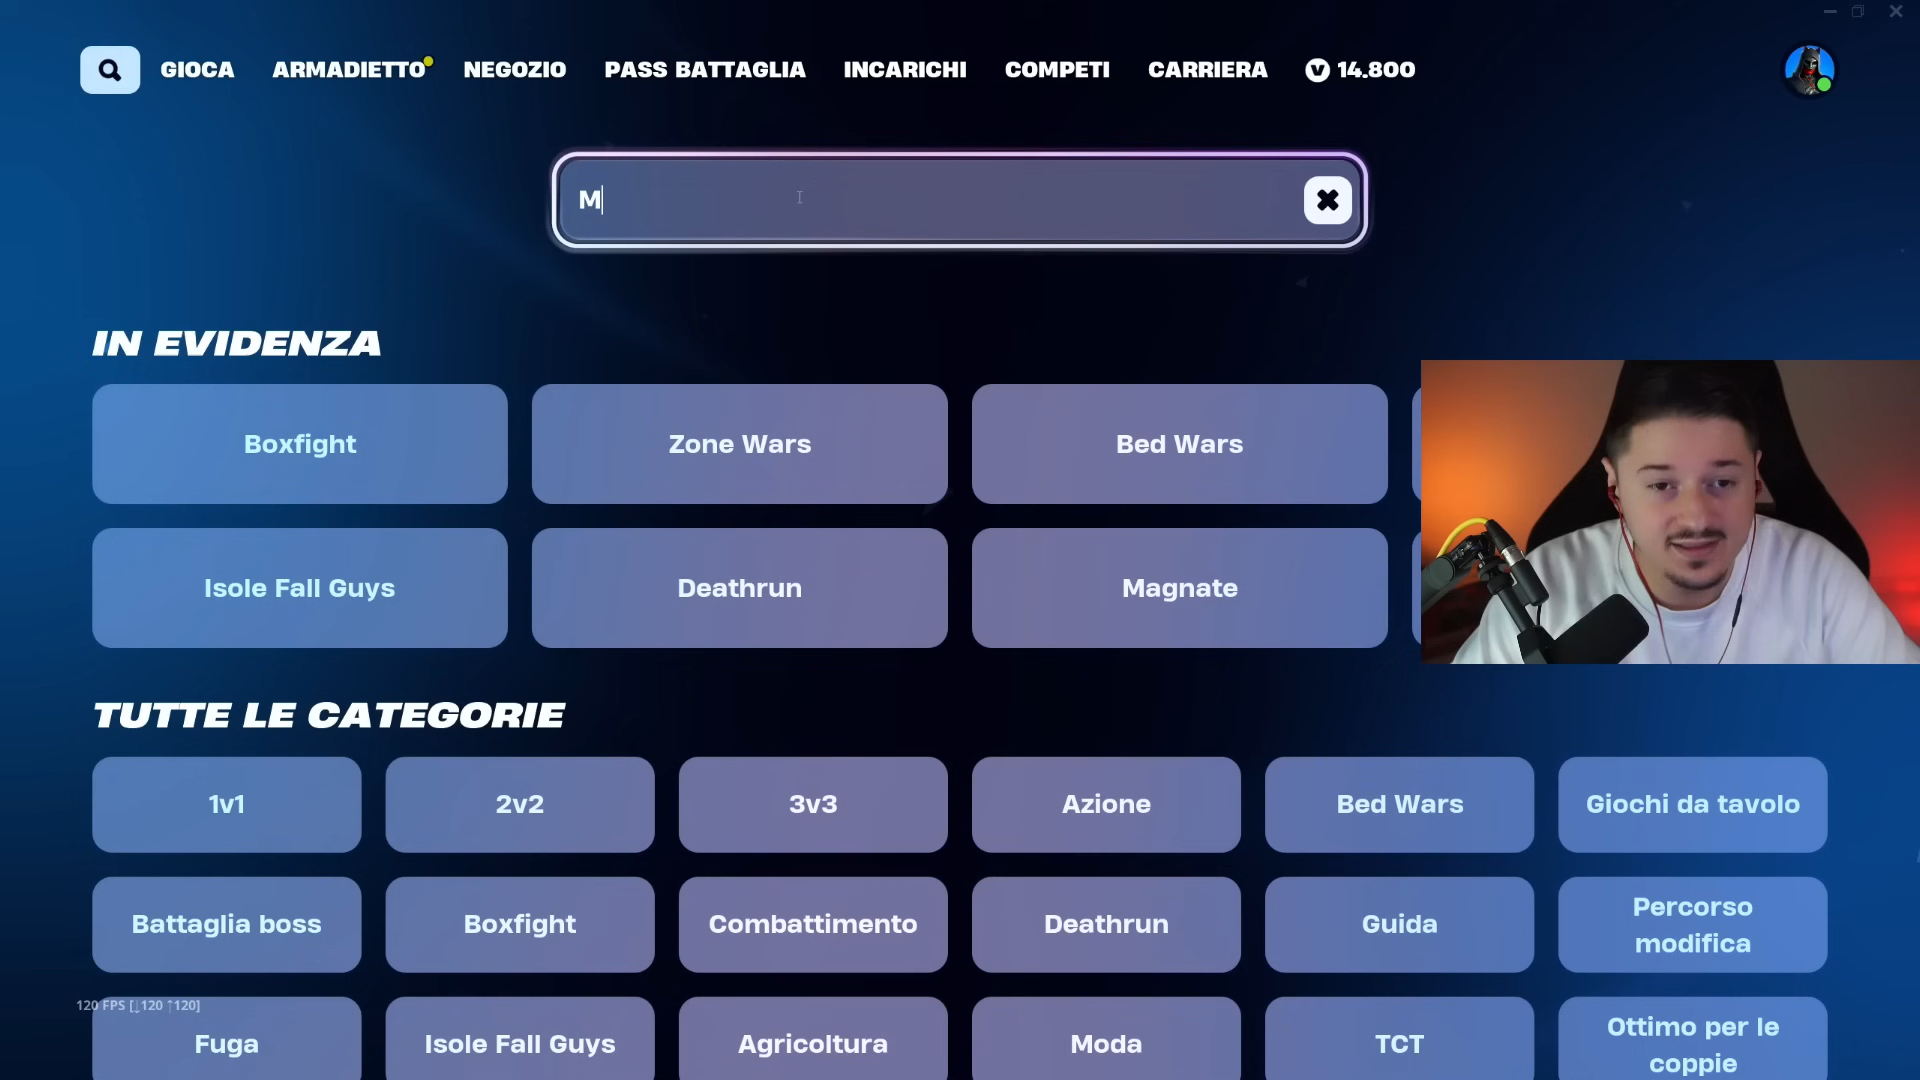 GIOCA ARMADIETTO NEGOZIO PASS BATTAGLIA INCARICHI COMPETI CARRIERA V 14.800
M
IN EVIDENZA
Boxfight Zone Wars Bed Wars
Isole Fall Guys Deathrun Magnate
TUTTE LE CATEGORIE
1v1 2v2 3v3 Azione Bed Wars Giochi da tavolo
Battaglia boss Boxfight Combattimento Deathrun Guida Percorso
modifica
120 FPS [↓120 ↑120]
Fuga Isole Fall Guys Agricoltura Moda TCT Ottimo per le
coppie